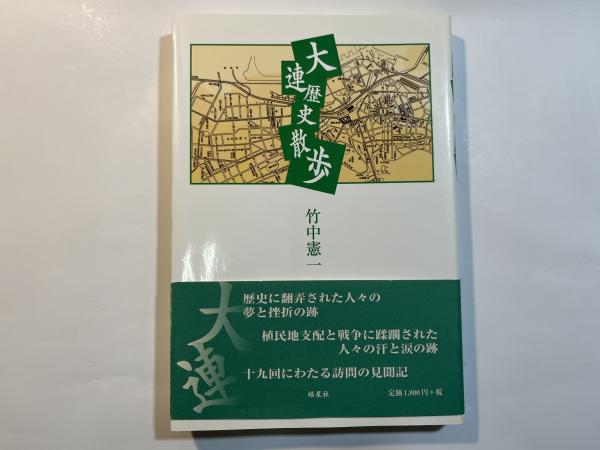 大連歴史散歩
竹中憲一
大連
歴史に翻弄された人々の
夢と挫折の跡
植民地支配と戦争に蹂躙された
人々の汗と涙の跡
十九回にわたる訪問の見聞記
皓星社
定価1,800円+税